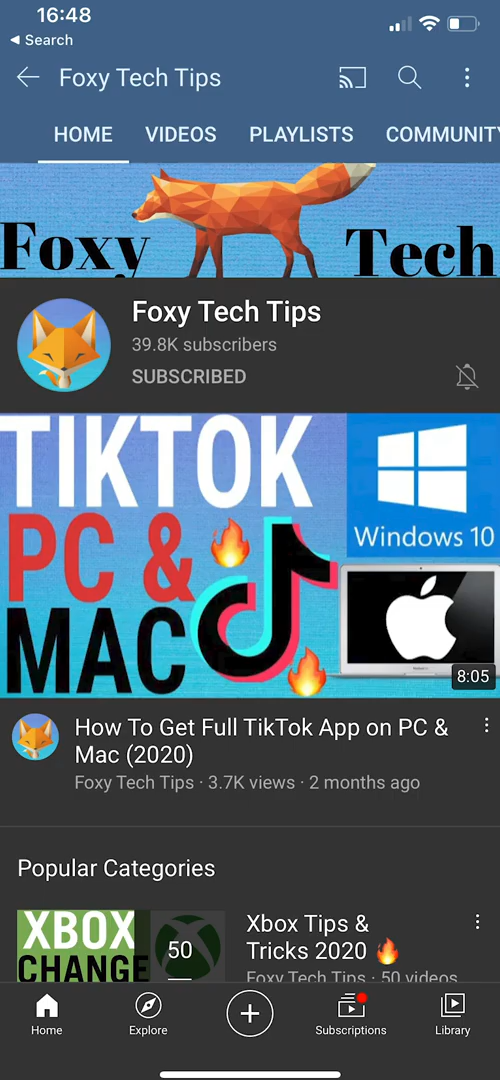 16:48
◀ Search
Foxy Tech Tips
HOME VIDEOS PLAYLISTS COMMUNITY
Foxy Tech
Foxy Tech Tips
39.8K subscribers
SUBSCRIBED
TIKTOK
PC &
MAC
Windows 10
8:05
How To Get Full TikTok App on PC &
Mac (2020)
Foxy Tech Tips · 3.7K views · 2 months ago
Popular Categories
XBOX
CHANGE
50
Xbox Tips &
Tricks 2020 🔥
Foxy Tech Tips · 50 videos
Home Explore Subscriptions Library